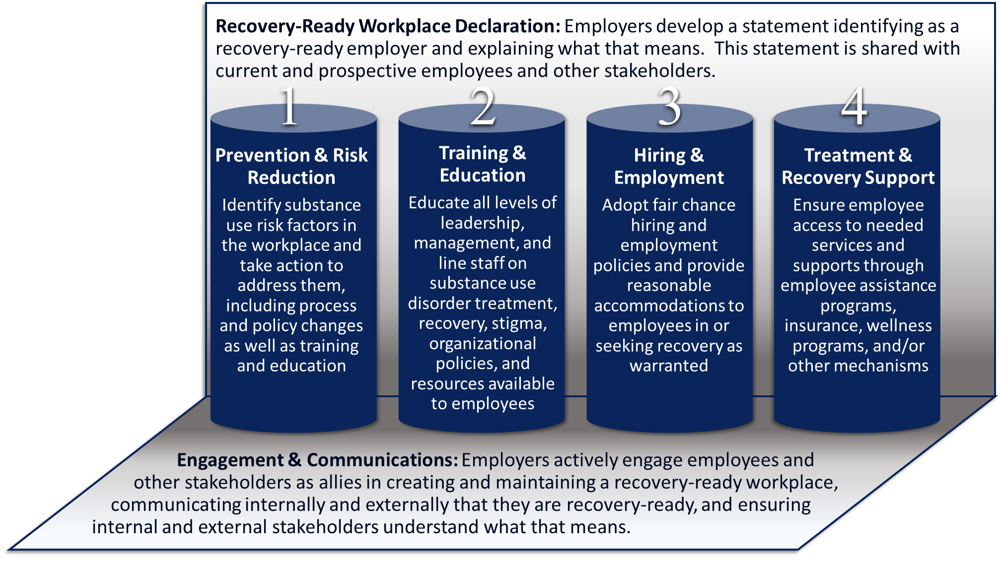 Recovery-Ready Workplace Declaration: Employers develop a statement identifying as a
recovery-ready employer and explaining what that means. This statement is shared with
current and prospective employees and other stakeholders.
1
Prevention & Risk
Reduction
Identify substance
use risk factors in
the workplace and
take action to
address them,
including process
and policy changes
as well as training
and education
2
Training &
Education
Educate all levels of
leadership,
management, and
line staff on
substance use
disorder treatment,
recovery, stigma,
organizational
policies, and
resources available
to employees
3
Hiring &
Employment
Adopt fair chance
hiring and
employment
policies and provide
reasonable
accommodations to
employees in or
seeking recovery as
warranted
4
Treatment &
Recovery Support
Ensure employee
access to needed
services and
supports through
employee assistance
programs,
insurance, wellness
programs, and/or
other mechanisms
Engagement & Communications: Employers actively engage employees and
other stakeholders as allies in creating and maintaining a recovery-ready workplace,
communicating internally and externally that they are recovery-ready, and ensuring
internal and external stakeholders understand what that means.